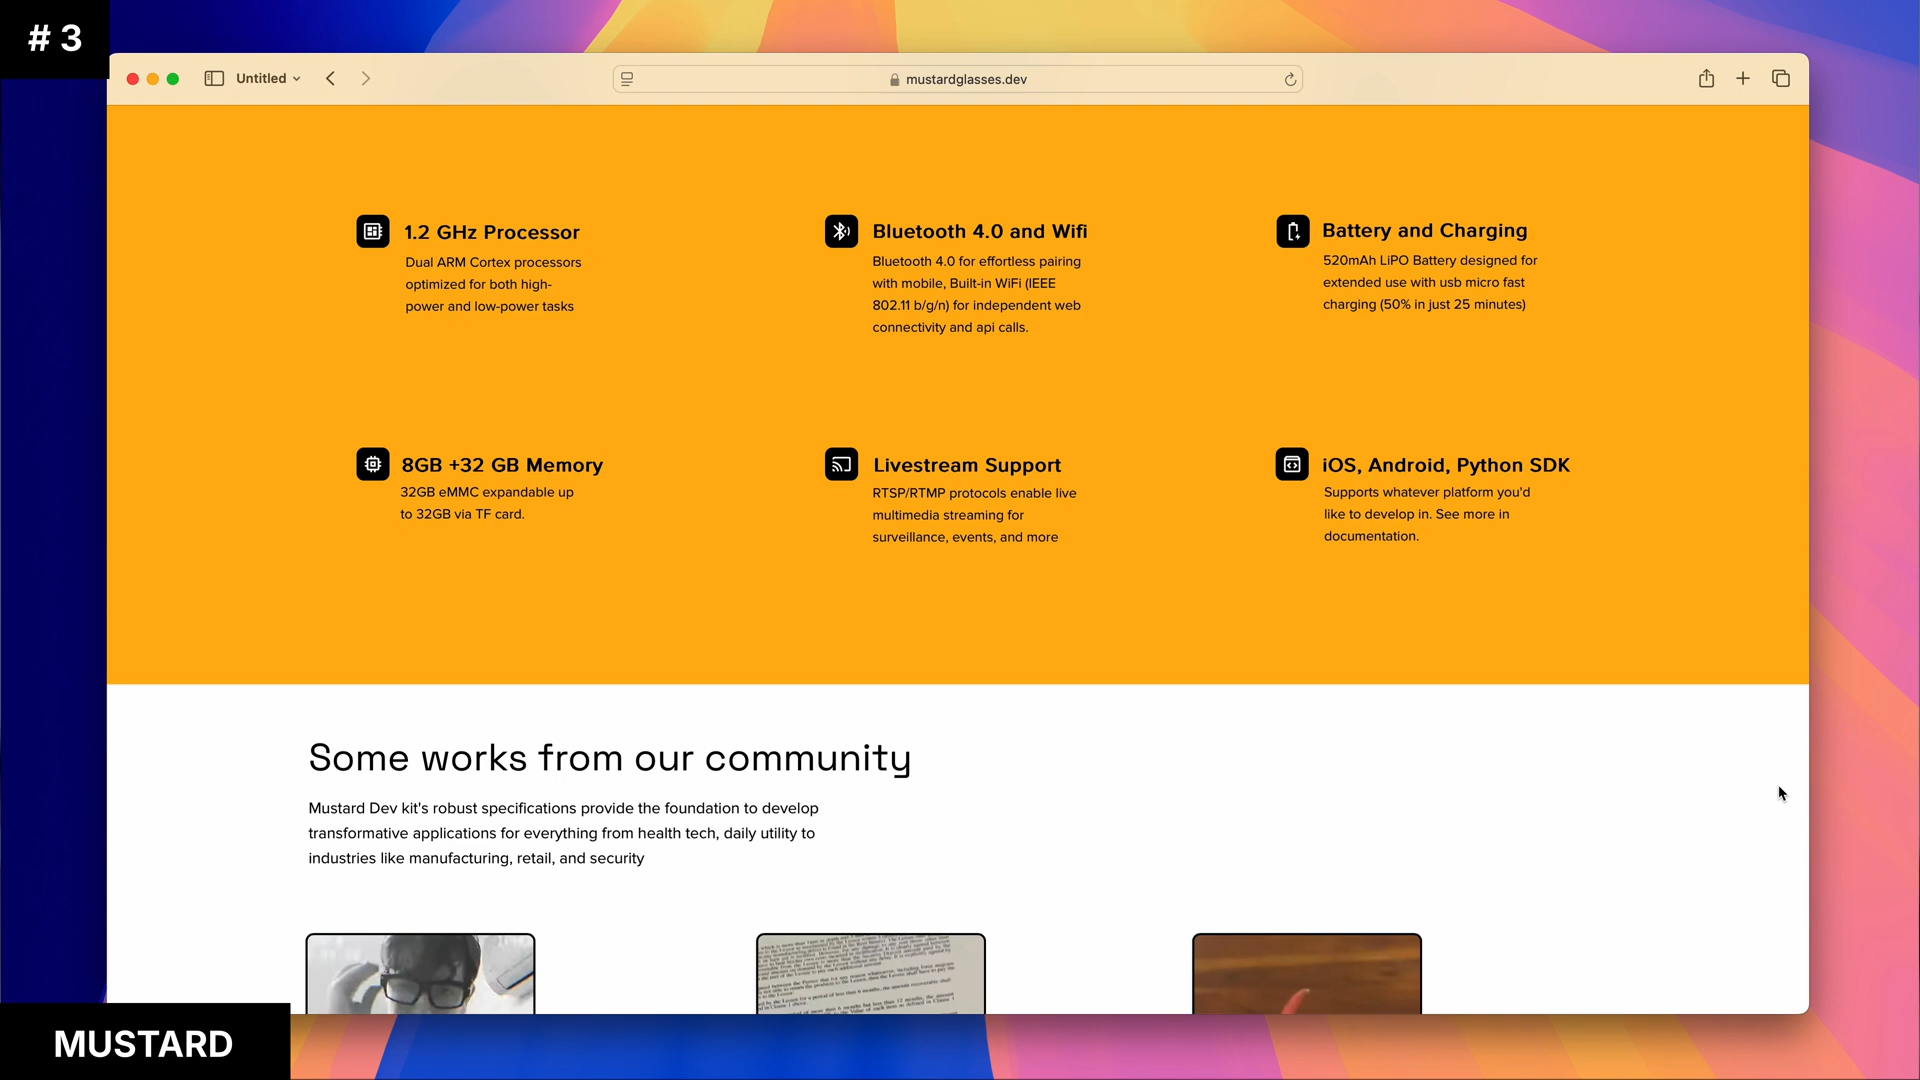 # 3
Untitled
mustardglasses.dev
1.2 GHz Processor
Dual ARM Cortex processors
optimized for both high-
power and low-power tasks
Bluetooth 4.0 and Wifi
Bluetooth 4.0 for effortless pairing
with mobile, Built-in WiFi (IEEE
802.11 b/g/n) for independent web
connectivity and api calls.
Battery and Charging
520mAh LiPO Battery designed for
extended use with usb micro fast
charging (50% in just 25 minutes)
8GB +32 GB Memory
32GB eMMC expandable up
to 32GB via TF card.
Livestream Support
RTSP/RTMP protocols enable live
multimedia streaming for
surveillance, events, and more
iOS, Android, Python SDK
Supports whatever platform you'd
like to develop in. See more in
documentation.
Some works from our community
Mustard Dev kit's robust specifications provide the foundation to develop
transformative applications for everything from health tech, daily utility to
industries like manufacturing, retail, and security
MUSTARD